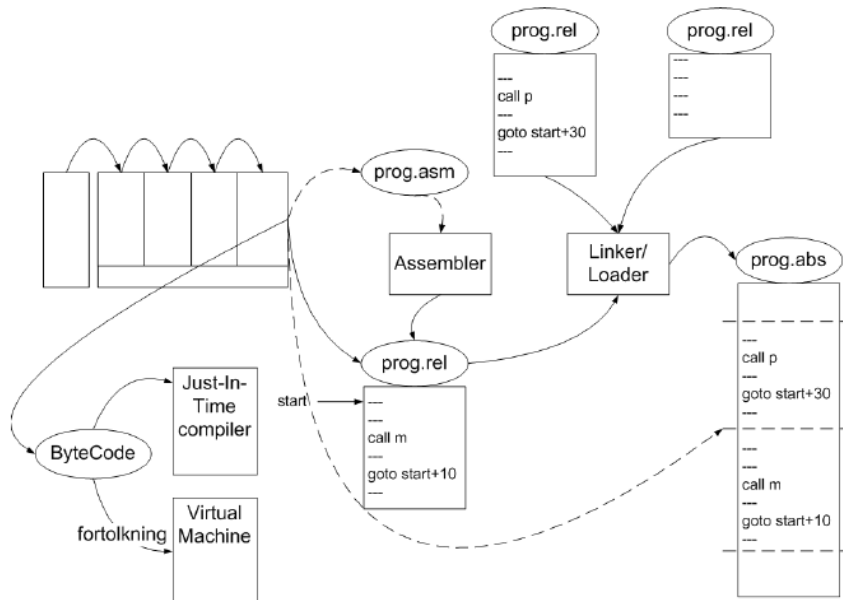 prog.rel
---
call p
---
goto start+30
---
prog.rel
---
---
---
---
prog.asm
Assembler
Linker/
Loader
prog.abs
---
call p
---
goto start+30
---
---
---
call m
---
goto start+10
---
prog.rel
start
---
---
call m
---
goto start+10
---
Just-In-
Time
compiler
ByteCode
fortolkning
Virtual
Machine